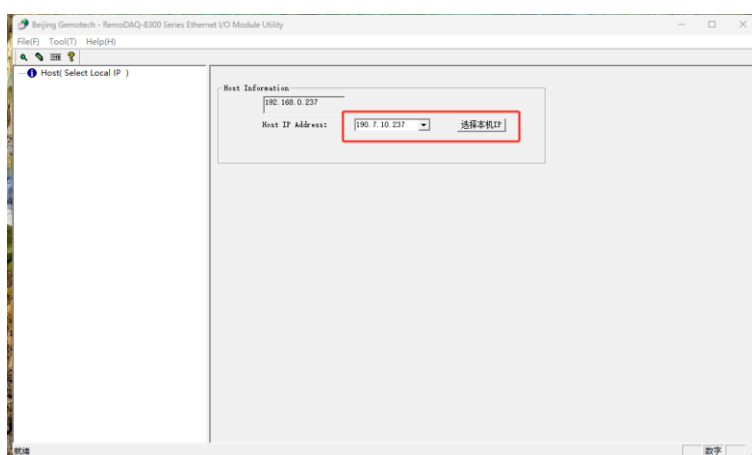 Beijing Gemotech - RemoDAQ-8300 Series Ethernet I/O Module Utility
File(F) Tool(T) Help(H)
Host( Select Local IP )
Host Information
192.168.0.237
Host IP Address: 190.7.10.237 选择本机IP
就绪 数字